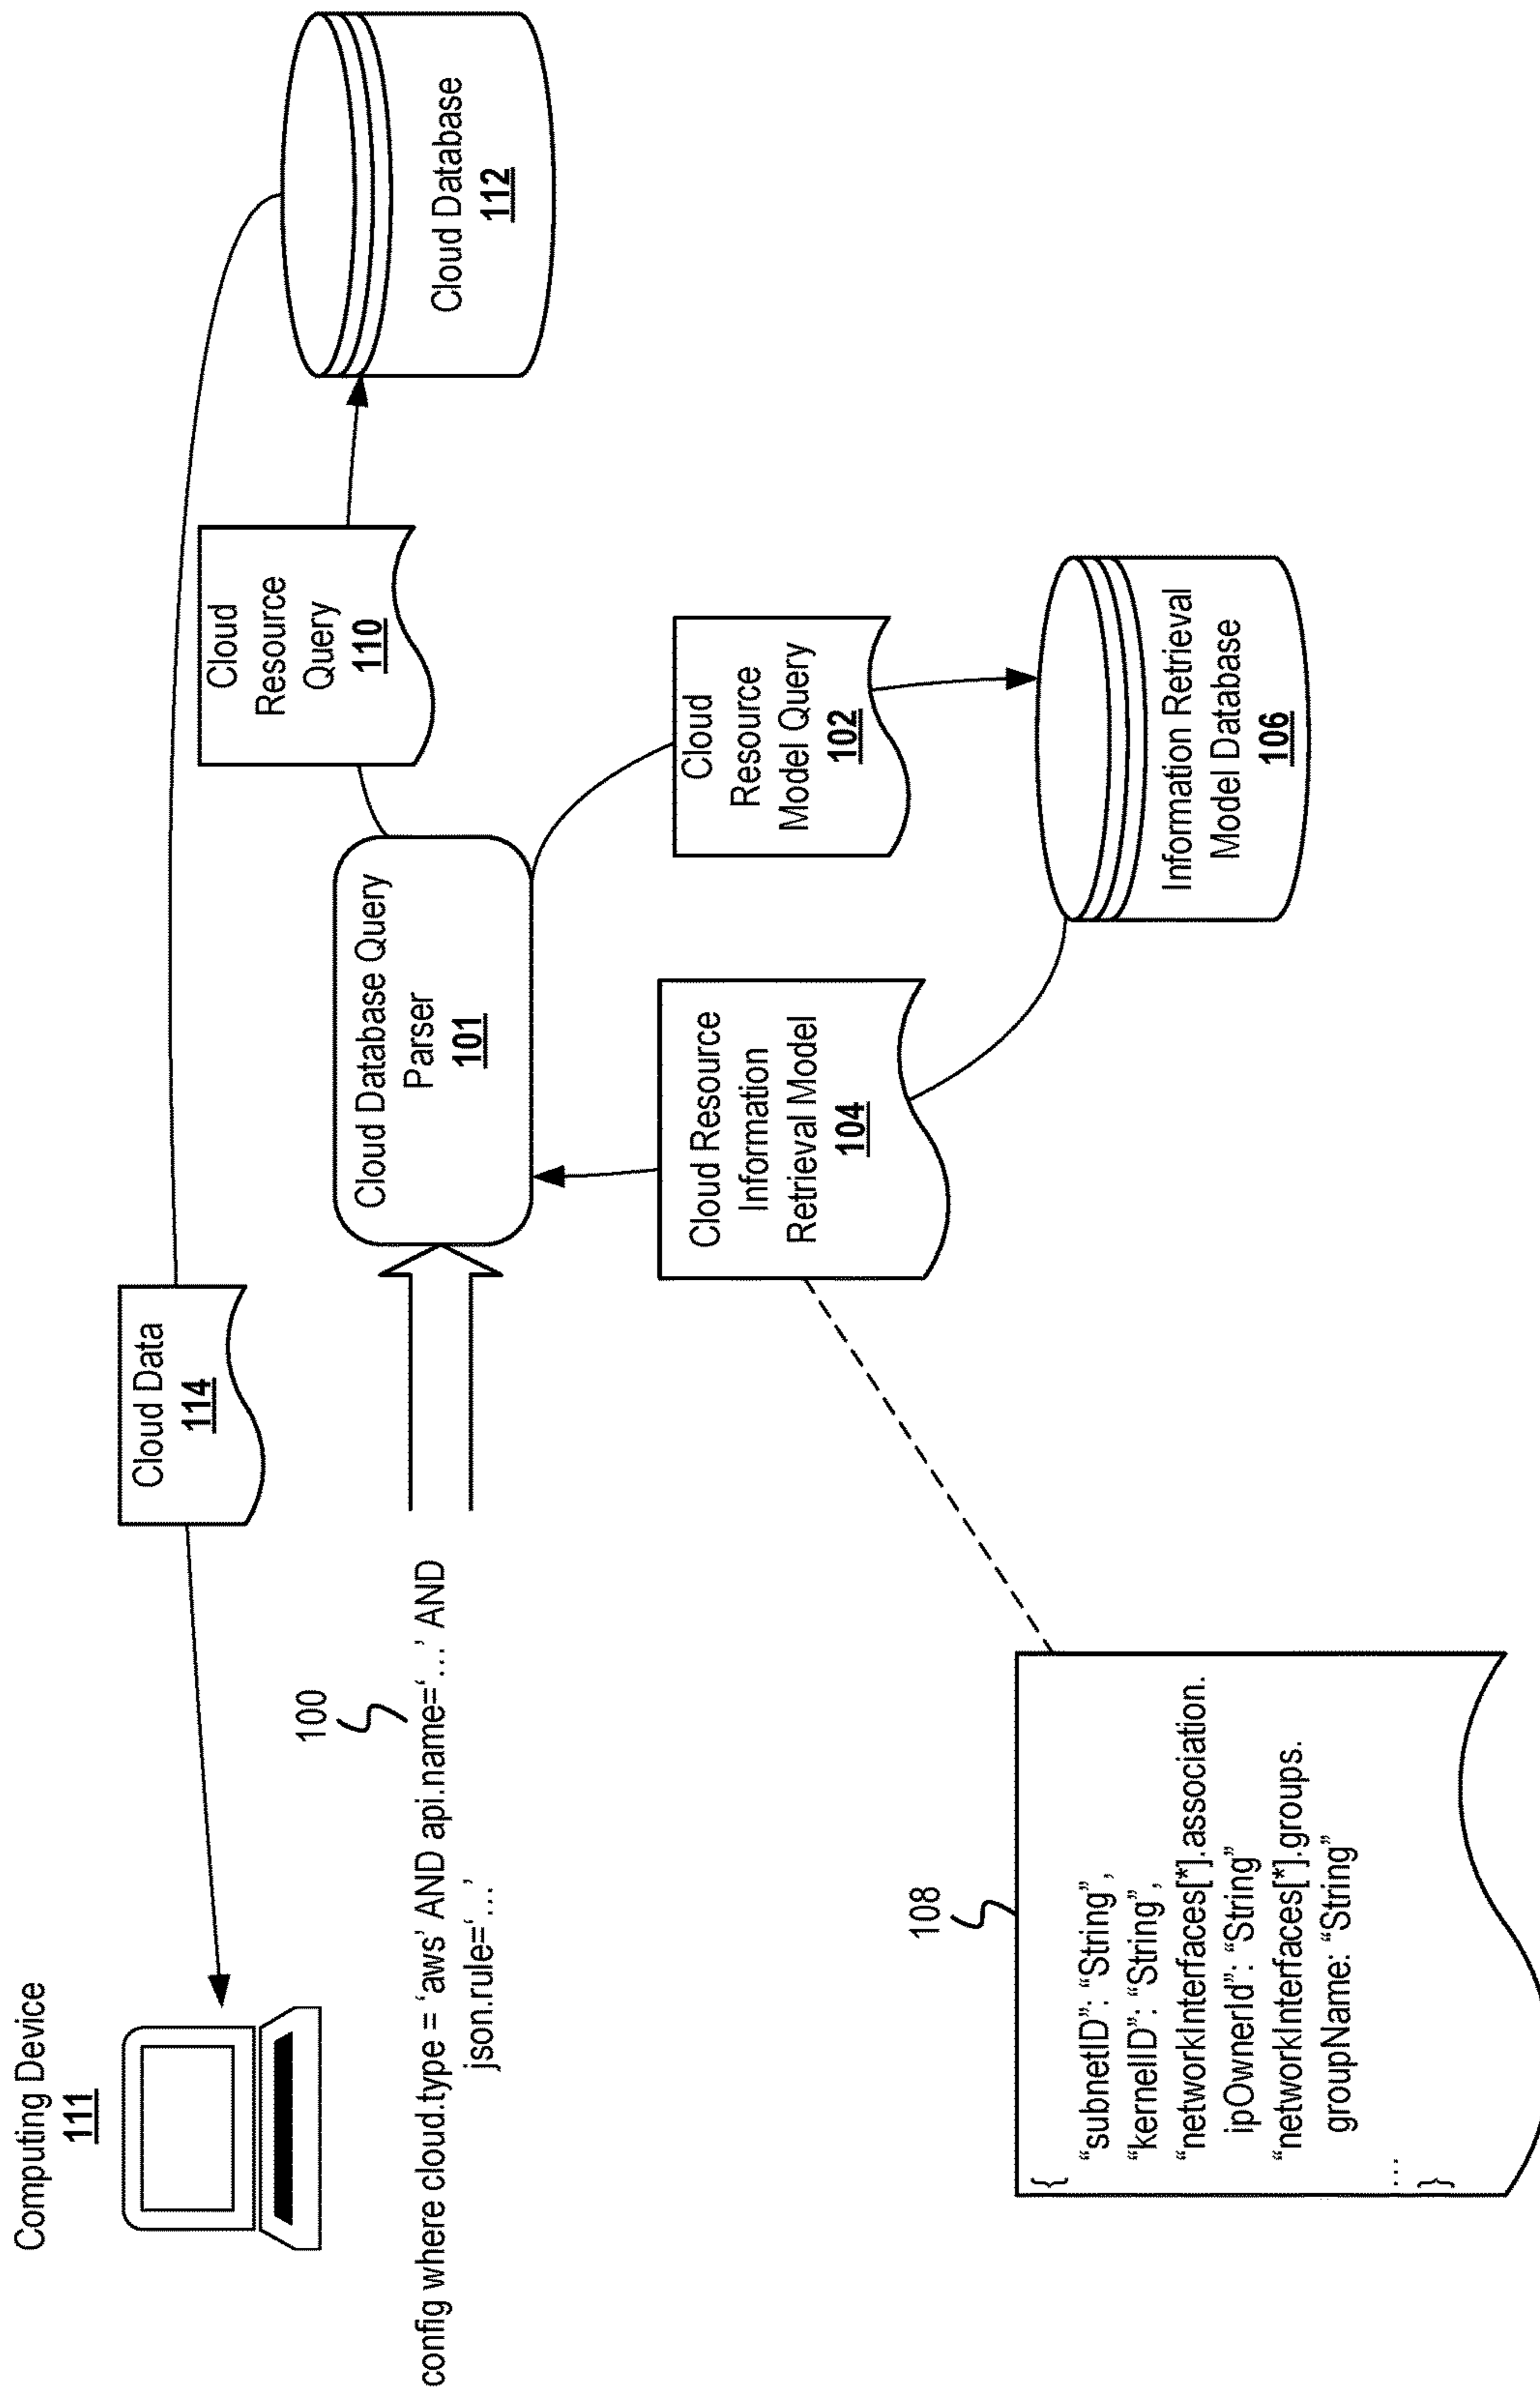 Computing Device
111
Cloud Data
114
Cloud
Resource
Query
110
Cloud Database
112
100
config where cloud.type = ‘aws’ AND api.name=‘…’ AND
json.rule=‘…’
Cloud Database Query
Parser
101
Cloud Resource
Information
Retrieval Model
104
Cloud
Resource
Model Query
102
Information Retrieval
Model Database
106
108
{
“subnetID”: “String”,
“kernelID”: “String”,
“networkInterfaces[*].association.
ipOwnerId”: “String”
“networkInterfaces[*].groups.
groupName: “String”
…
}